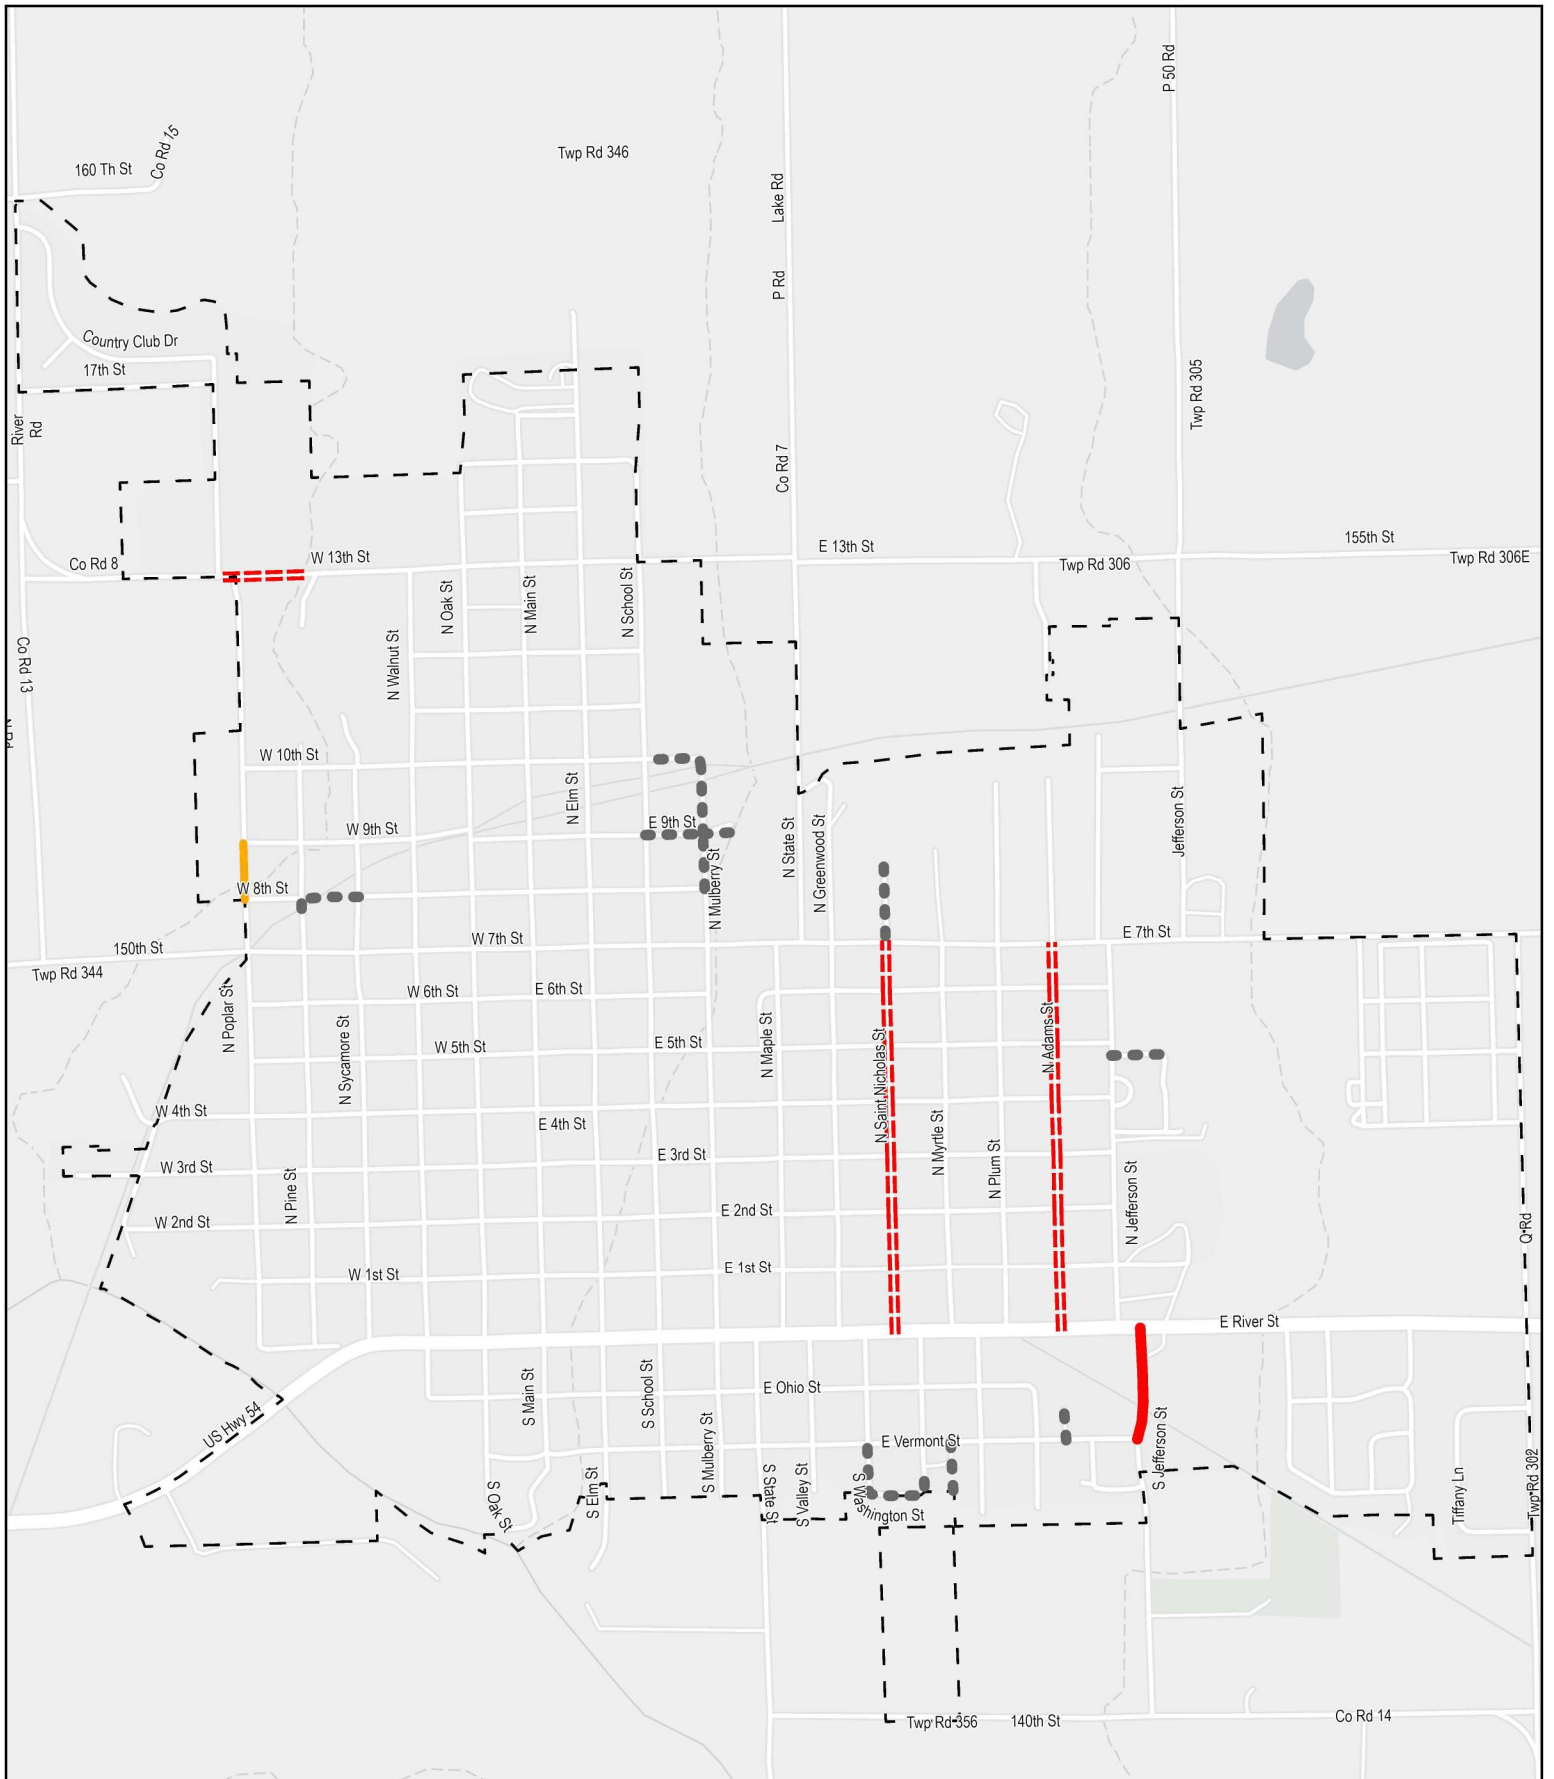 P 50 Rd
Co Rd 15
160 Th St
Twp Rd 346
Lake Rd
P Rd
Country Club Dr
17th St
Twp Rd 305
River
Rd
Co Rd 7
E 13th St
155th St
W 13th St
Co Rd 8
Twp Rd 306
Twp Rd 306E
N Oak St
N Main St
N School St
N Walnut St
Co Rd 13
W 10th St
N Elm St
Jefferson St
E 9th St
W 9th St
N State St
N Greenwood St
W 8th St
N Mulberry St
150th St
W 7th St
E 7th St
Twp Rd 344
W 6th St
E 6th St
N Poplar St
N Sycamore St
W 5th St
E 5th St
N Maple St
N Saint Nicholas St
N Adams St
W 4th St
E 4th St
N Myrtle St
W 3rd St
E 3rd St
N Plum St
N Pine St
N Jefferson St
W 2nd St
E 2nd St
Q Rd
W 1st St
E 1st St
E River St
S Main St
S School St
E Ohio St
US Hwy 54
S Mulberry St
E Vermont St
S Jefferson St
S Oak St
S Elm St
S State St
S Valley St
S Washington St
Tiffany Ln
Twp Rd 302
Twp Rd 356
140th St
Co Rd 14